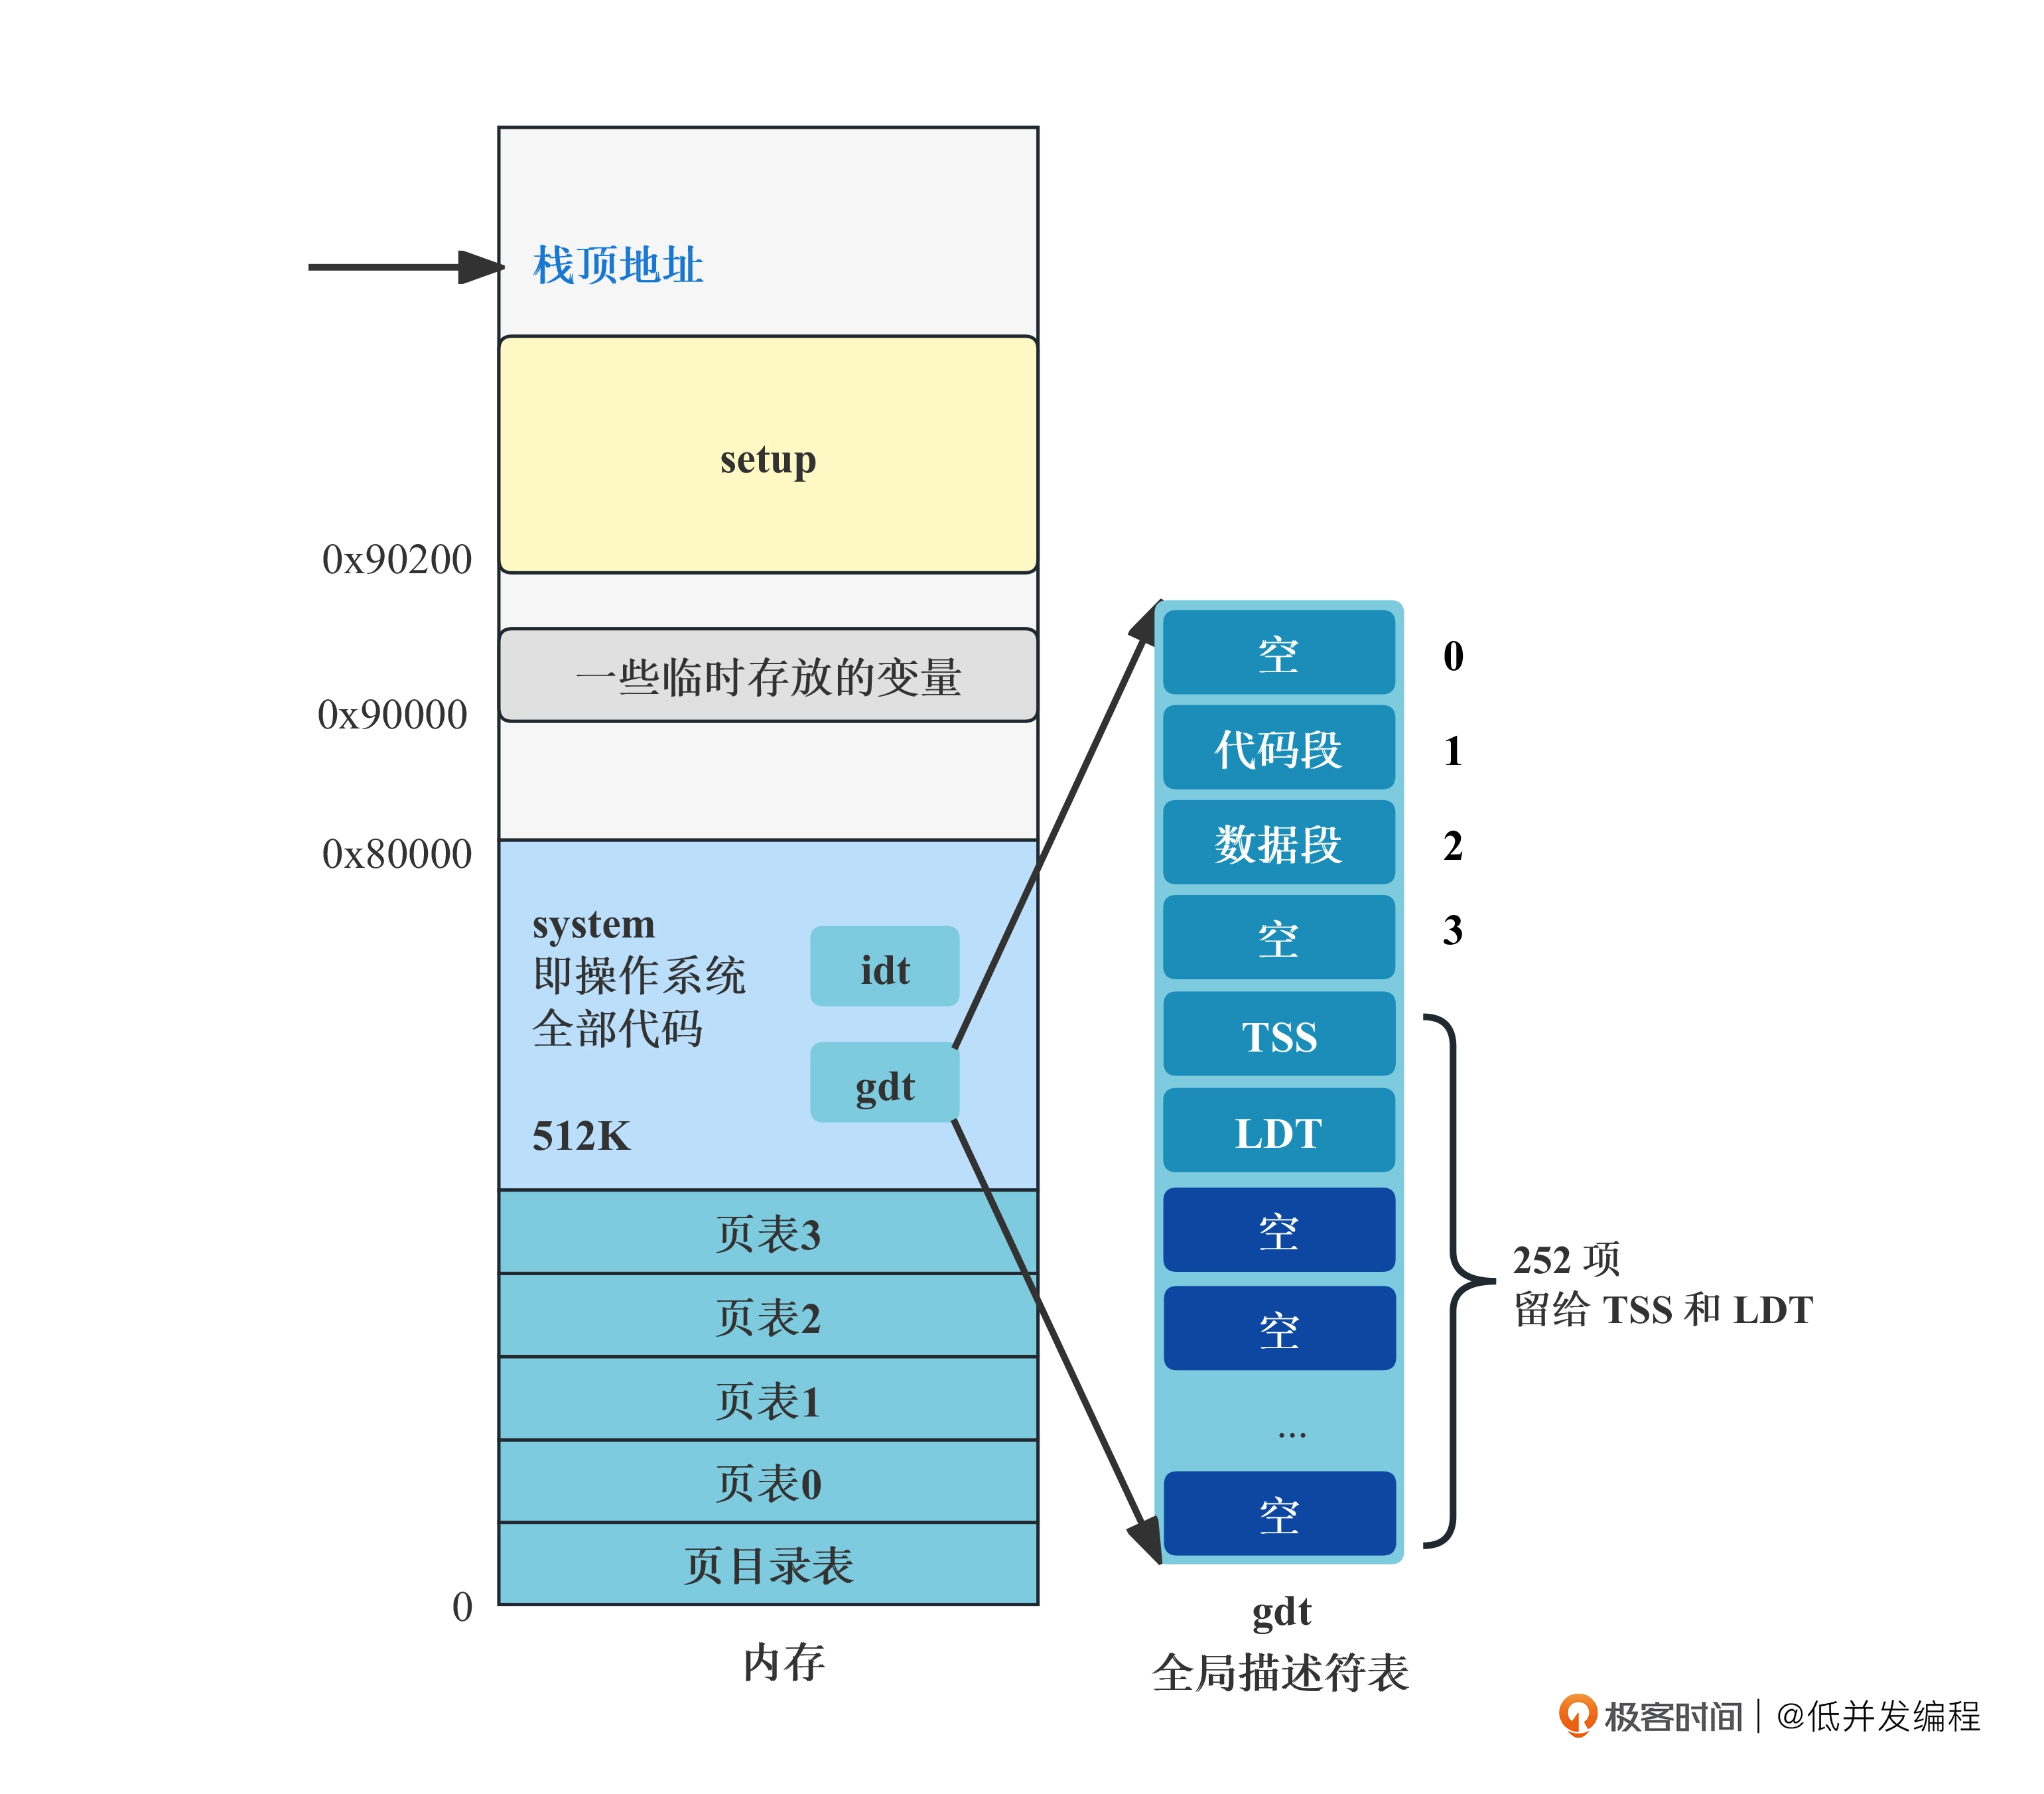 栈顶地址
setup
0x90200
一些临时存放的变量
0x90000
0x80000
system
即操作系统
全部代码
512K
idt
gdt
页表3
页表2
页表1
页表0
页目录表
0
内存
空
0
代码段
1
数据段
2
空
3
TSS
LDT
空
空
...
空
252 项
留给 TSS 和 LDT
gdt
全局描述符表
极客时间
@低并发编程